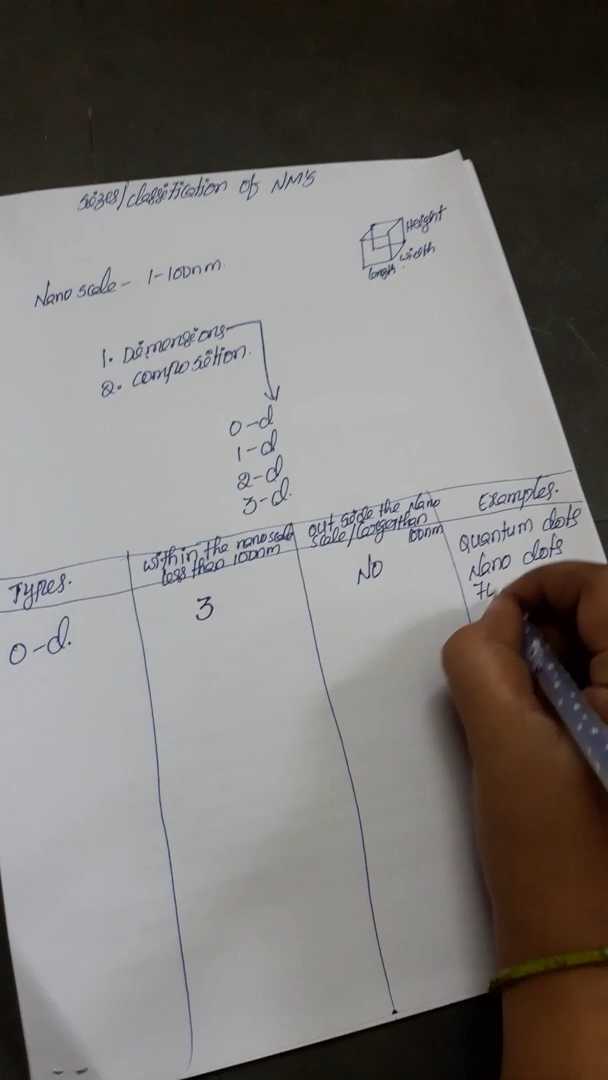 sizes/classification of NM's
Height
width
length
Nano scale - 1-100nm.
1. Dimensions
2. composition.
0-d
1-d
2-d
3-d.
Types.
within the nanoscale
less than 100nm
out side the Nano
scale/larger than
100nm
Examples.
0-d.
3
NO
Quantum dots
Nano dots